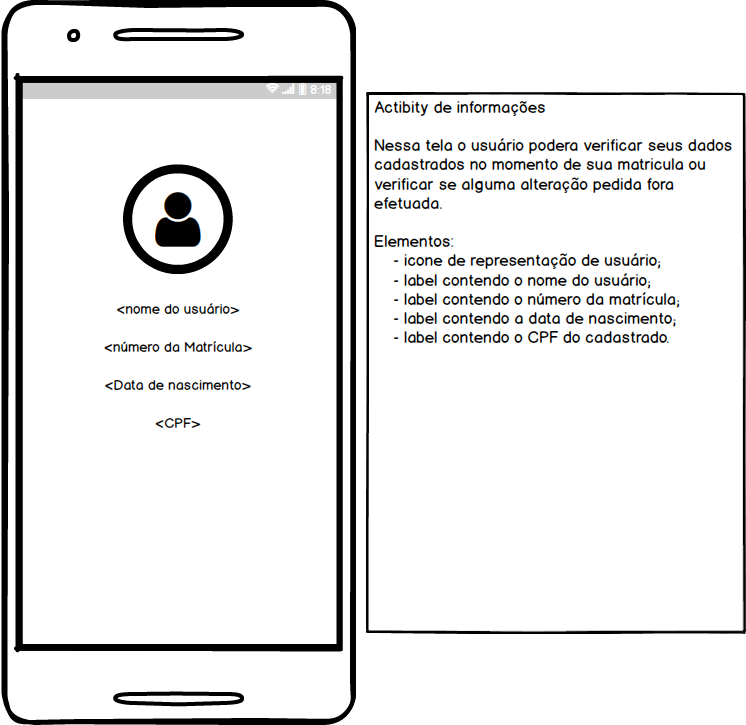 8:18
<nome do usuário>
<número da Matrícula>
<Data de nascimento>
<CPF>
Actibity de informações
Nessa tela o usuário podera verificar seus dados
cadastrados no momento de sua matricula ou
verificar se alguma alteração pedida fora
efetuada.
Elementos:
- icone de representação de usuário;
- label contendo o nome do usuário;
- label contendo o número da matrícula;
- label contendo a data de nascimento;
- label contendo o CPF do cadastrado.